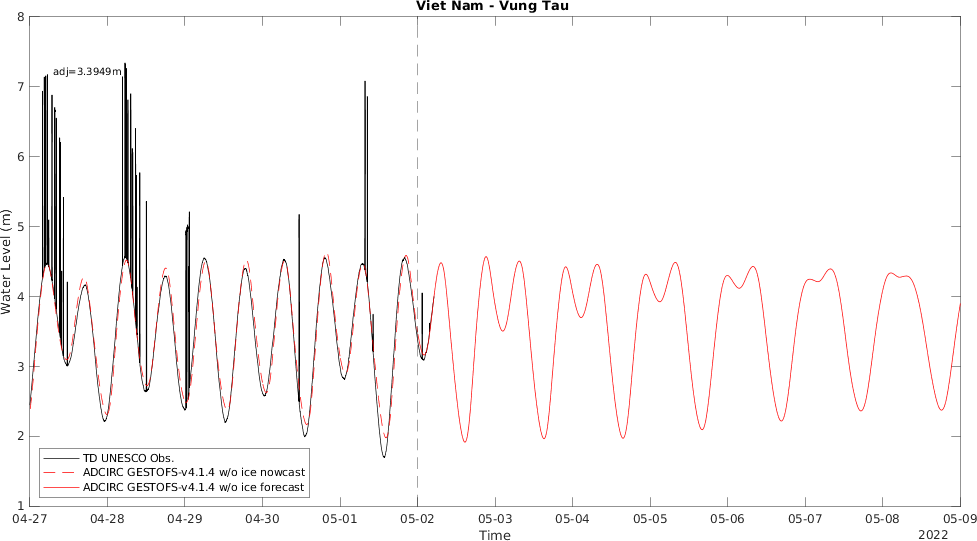 Viet Nam - Vung Tau
8
adj=3.3949m
7
6
5
4
3
2
1
Water Level (m)
TD UNESCO Obs.
ADCIRC GESTOFS-v4.1.4 w/o ice nowcast
ADCIRC GESTOFS-v4.1.4 w/o ice forecast
04-27 04-28 04-29 04-30 05-01 05-02 05-03 05-04 05-05 05-06 05-07 05-08 05-09
Time
2022